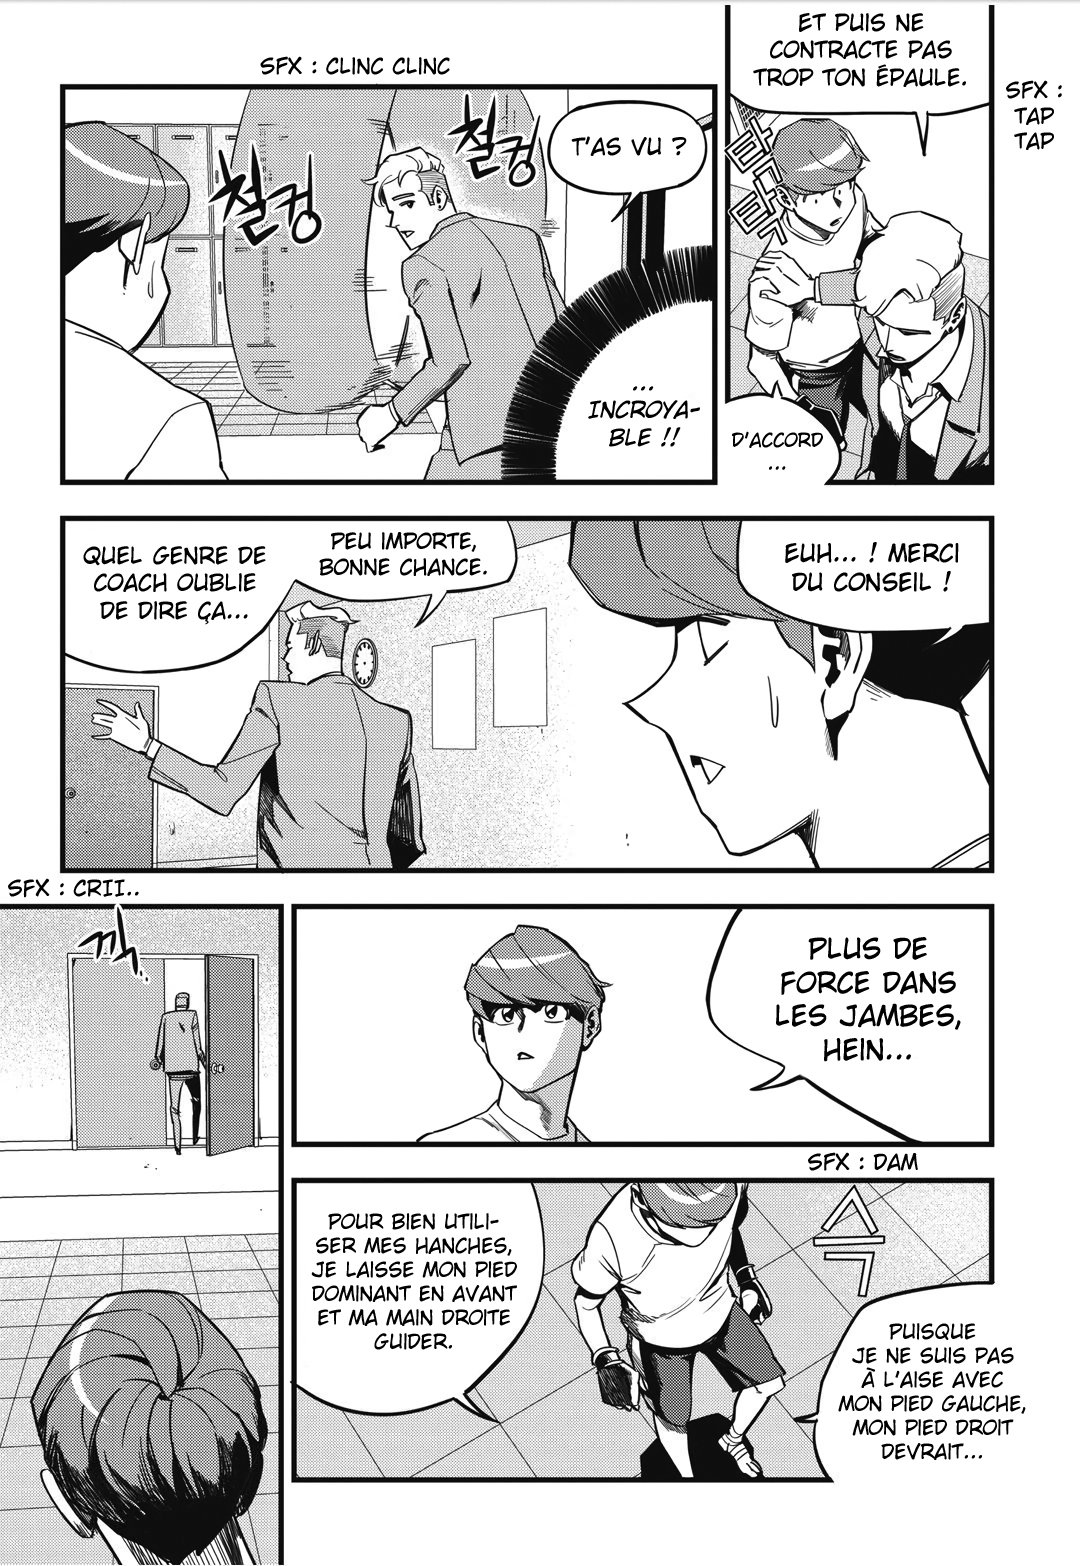 ET PUIS NE
CONTRACTE PAS
TROP TON ÉPAULE.
SFX :
TAP
TAP
탁
탁
D'ACCORD
...
SFX : CLINC CLINC
T'AS VU ?
철컹
철컹
...
INCROYA-
BLE !!
EUH... ! MERCI
DU CONSEIL !
PEU IMPORTE,
BONNE CHANCE.
QUEL GENRE DE
COACH OUBLIE
DE DIRE ÇA...
PLUS DE
FORCE DANS
LES JAMBES,
HEIN...
SFX : CRII..
끼..
SFX : DAM
슥
PUISQUE
JE NE SUIS PAS
À L'AISE AVEC
MON PIED GAUCHE,
MON PIED DROIT
DEVRAIT...
POUR BIEN UTILI-
SER MES HANCHES,
JE LAISSE MON PIED
DOMINANT EN AVANT
ET MA MAIN DROITE
GUIDER.